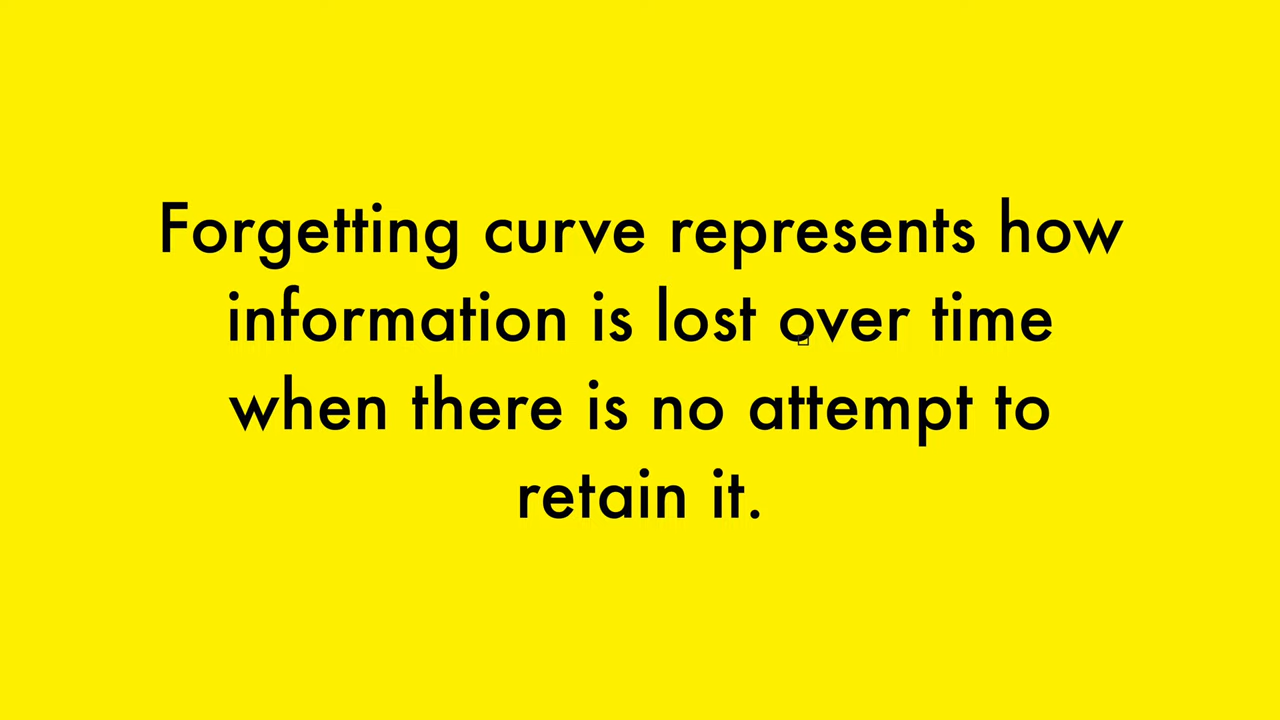 Forgetting curve represents how
information is lost over time
when there is no attempt to
retain it.